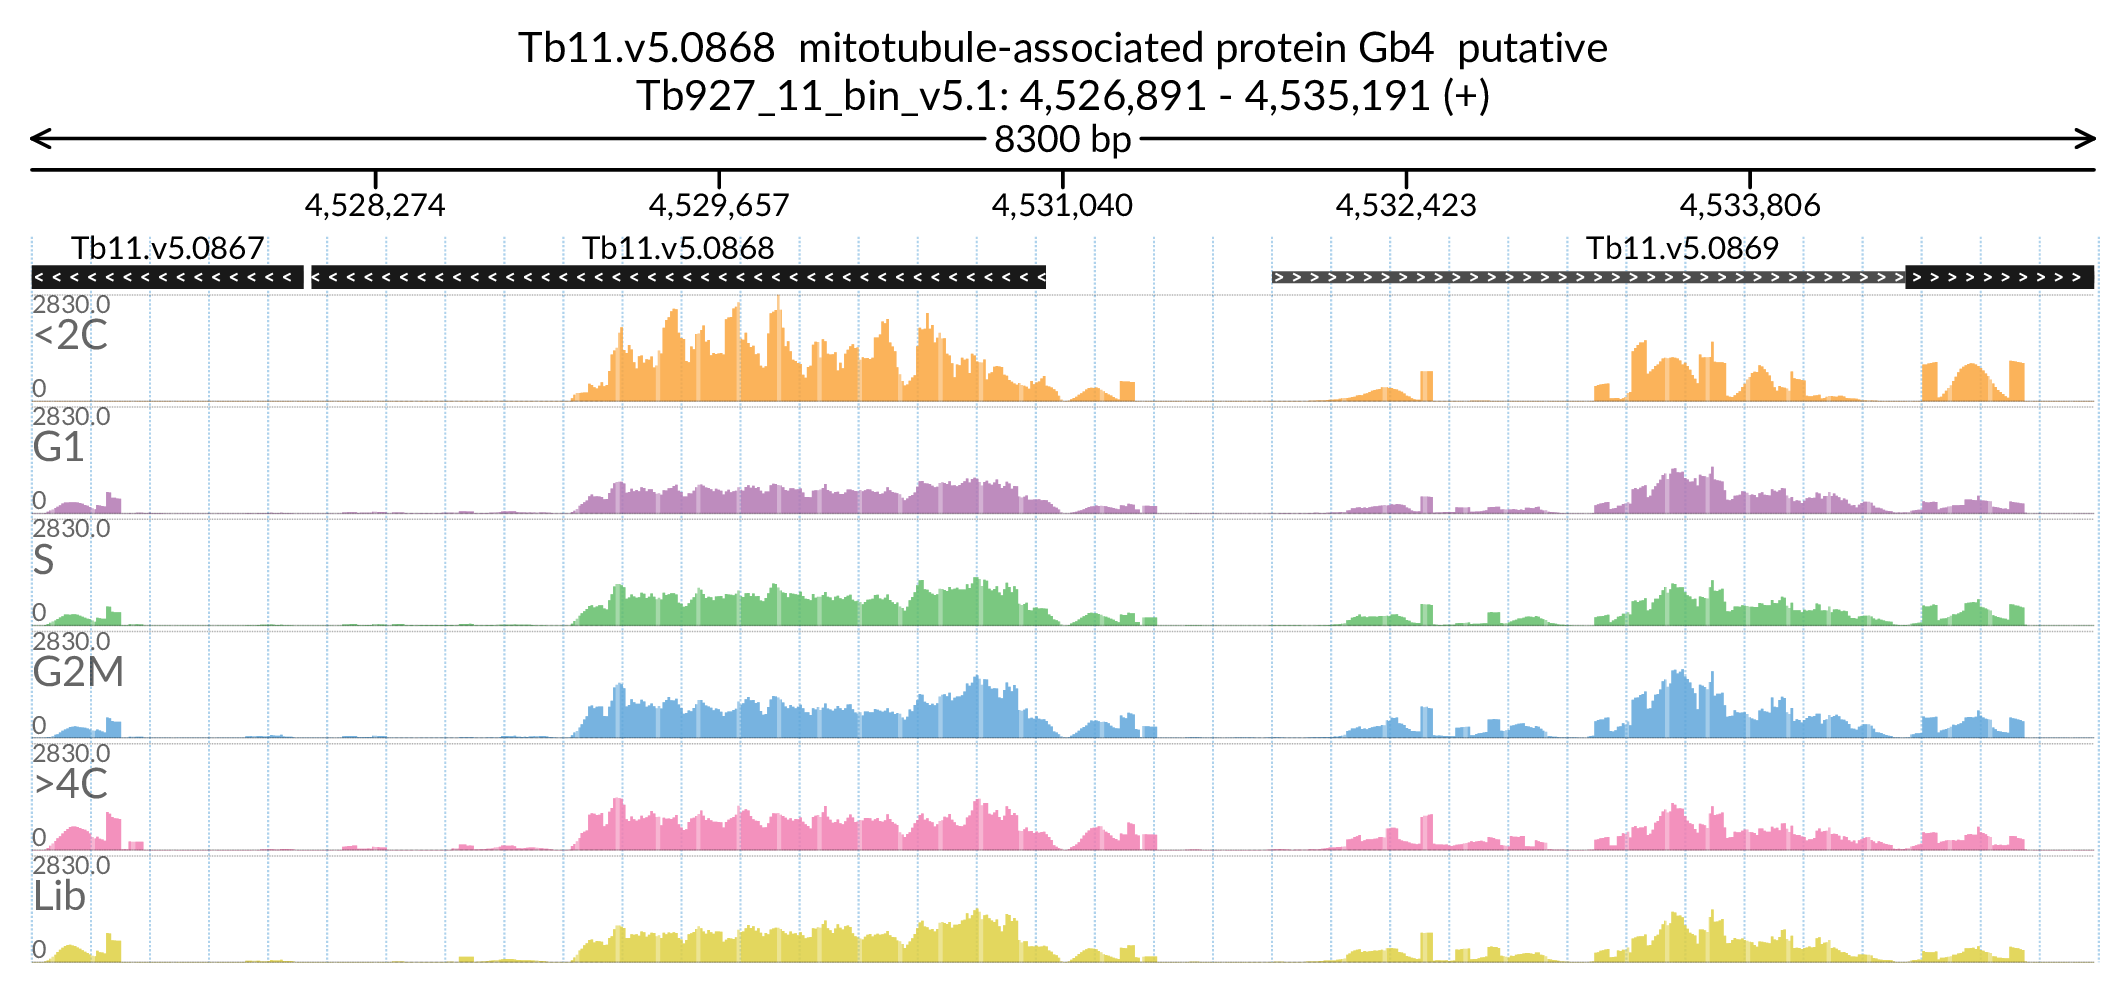 Tb11.v5.0868  mitotubule-associated protein Gb4  putative
Tb927_11_bin_v5.1: 4,526,891 - 4,535,191 (+)
8300 bp
4,528,274 4,529,657 4,531,040 4,532,423 4,533,806
Tb11.v5.0867 Tb11.v5.0868 Tb11.v5.0869
2830.0
<2C
0
2830.0
G1
0
2830.0
S
0
2830.0
G2M
0
2830.0
>4C
0
2830.0
Lib
0